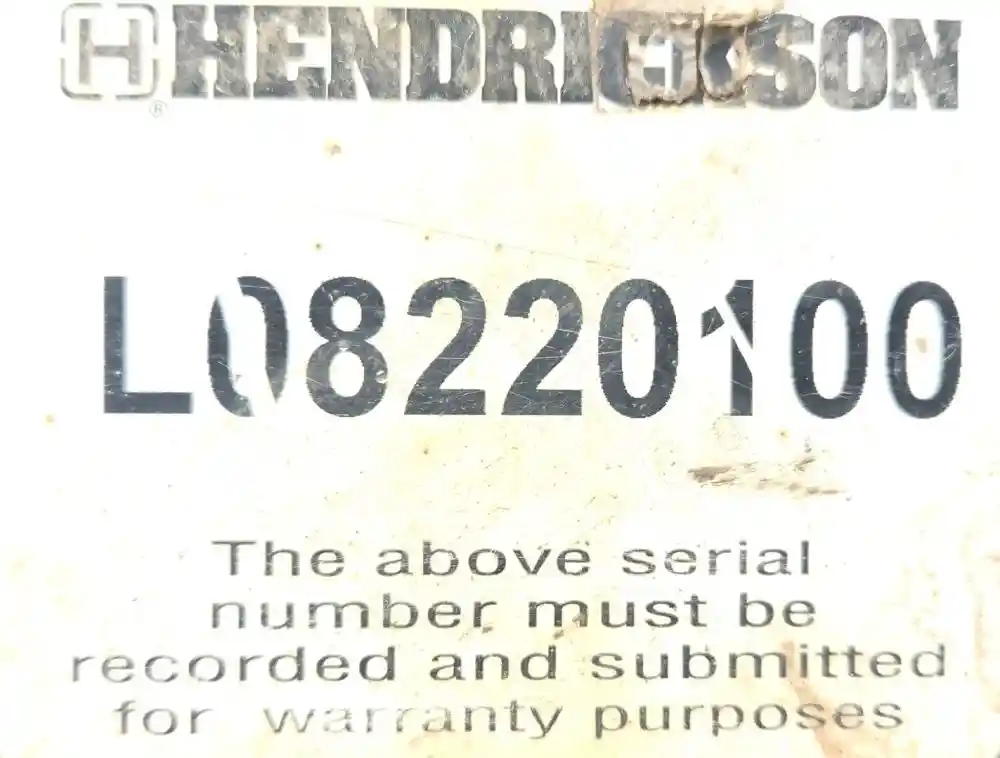 H HENDRICKSON
®
L08220100
The above serial
number must be
recorded and submitted
for warranty purposes